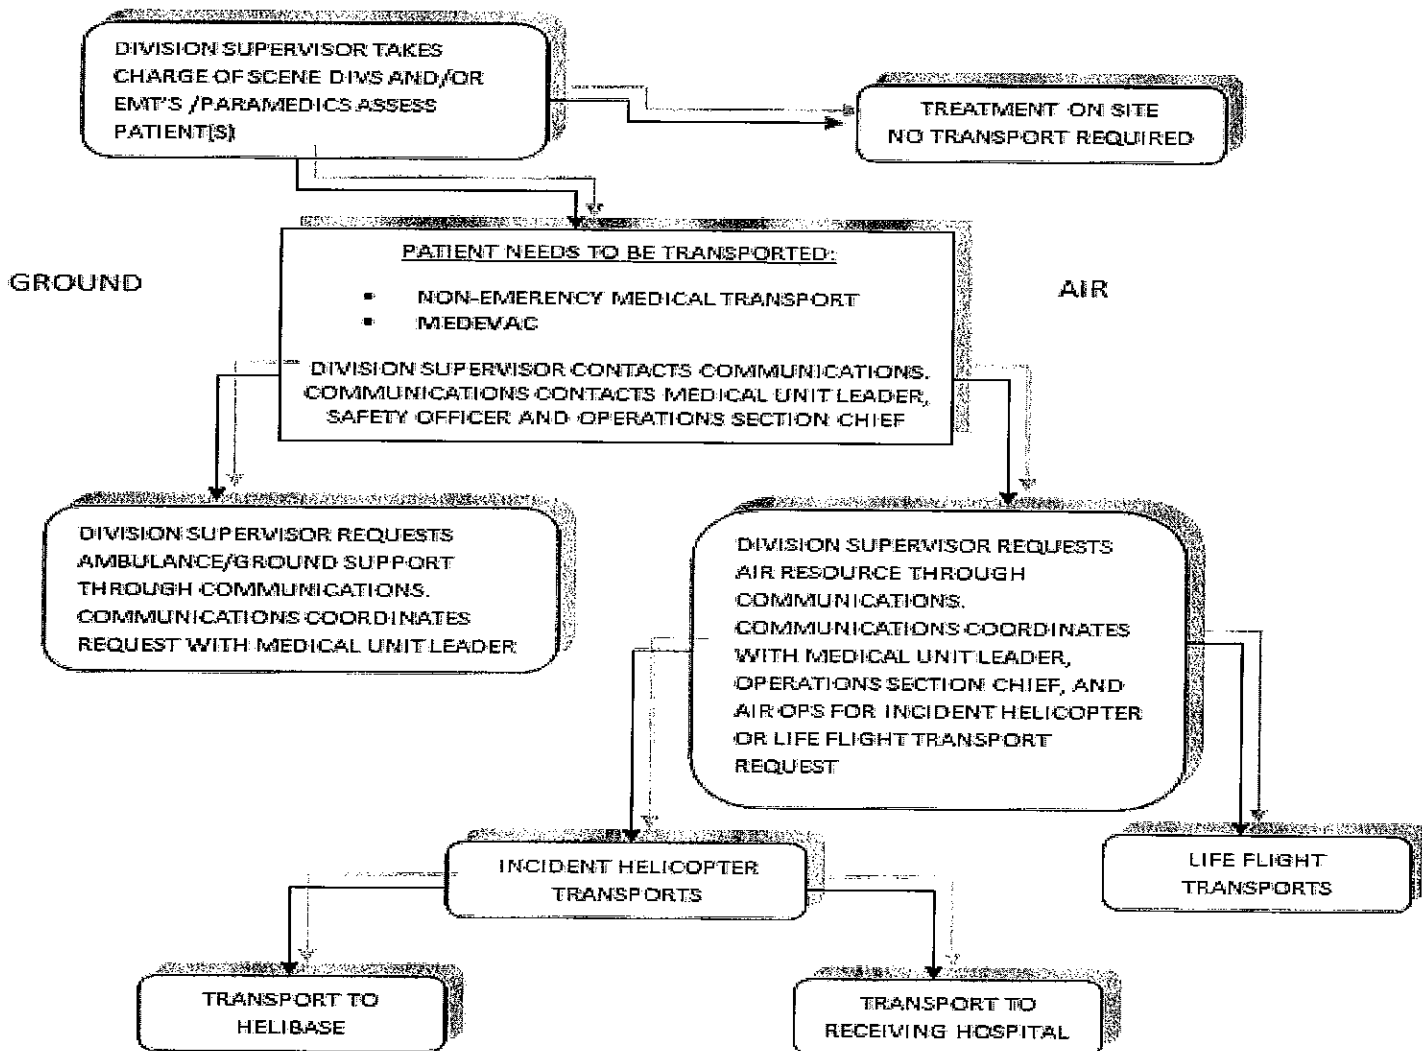 DIVISION SUPERVISOR TAKES
CHARGE OF SCENE DIVS AND/OR
EMT'S /PARAMEDICS ASSESS
PATIENT(S)
TREATMENT ON SITE
NO TRANSPORT REQUIRED
GROUND
AIR
PATIENT NEEDS TO BE TRANSPORTED:
▪ NON-EMERENCY MEDICAL TRANSPORT
▪ MEDEVAC
DIVISION SUPERVISOR CONTACTS COMMUNICATIONS.
COMMUNICATIONS CONTACTS MEDICAL UNIT LEADER,
SAFETY OFFICER AND OPERATIONS SECTION CHIEF
DIVISION SUPERVISOR REQUESTS
AMBULANCE/GROUND SUPPORT
THROUGH COMMUNICATIONS.
COMMUNICATIONS COORDINATES
REQUEST WITH MEDICAL UNIT LEADER
DIVISION SUPERVISOR REQUESTS
AIR RESOURCE THROUGH
COMMUNICATIONS.
COMMUNICATIONS COORDINATES
WITH MEDICAL UNIT LEADER,
OPERATIONS SECTION CHIEF, AND
AIR OPS FOR INCIDENT HELICOPTER
OR LIFE FLIGHT TRANSPORT
REQUEST
INCIDENT HELICOPTER
TRANSPORTS
LIFE FLIGHT
TRANSPORTS
TRANSPORT TO
HELIBASE
TRANSPORT TO
RECEIVING HOSPITAL